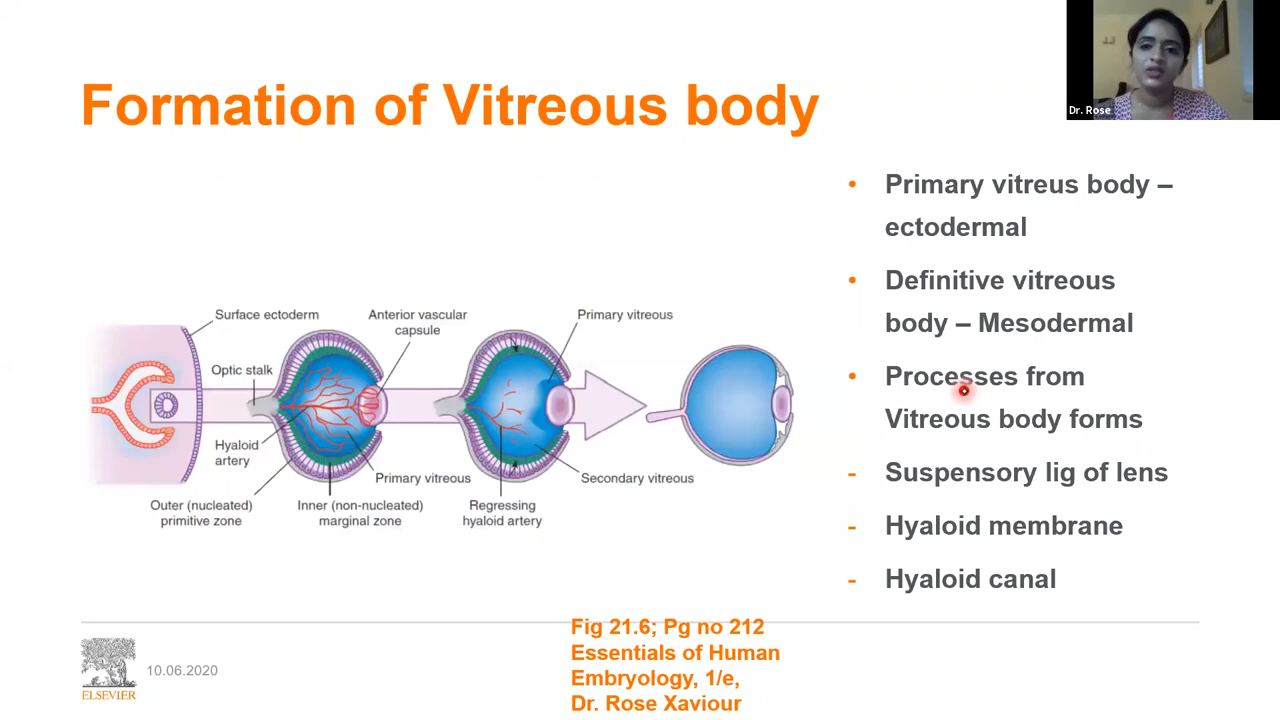 Formation of Vitreous body
Dr. Rose
• Primary vitreus body –
ectodermal
• Definitive vitreous
body – Mesodermal
• Processes from
Vitreous body forms
- Suspensory lig of lens
- Hyaloid membrane
- Hyaloid canal
Surface ectoderm
Anterior vascular
capsule
Primary vitreous
Optic stalk
Hyaloid
artery
Primary vitreous
Secondary vitreous
Outer (nucleated)
primitive zone
Inner (non-nucleated)
marginal zone
Regressing
hyaloid artery
Fig 21.6; Pg no 212
Essentials of Human
Embryology, 1/e,
Dr. Rose Xaviour
ELSEVIER
10.06.2020